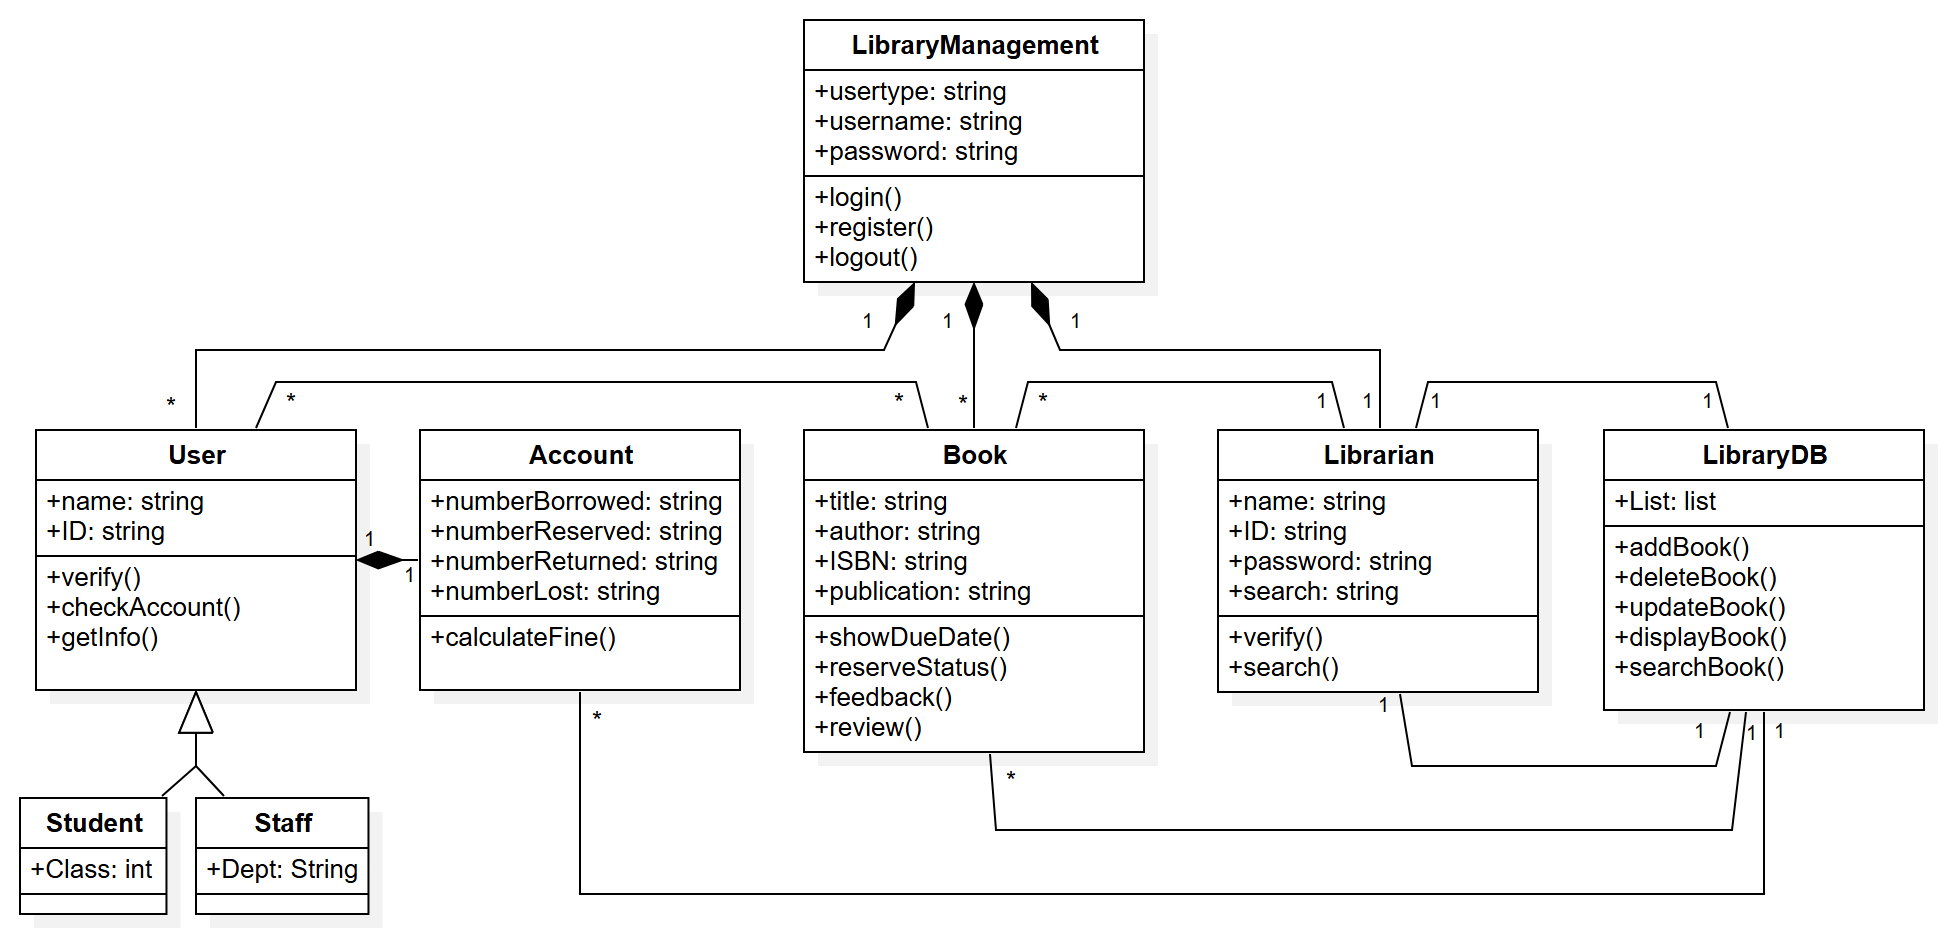 LibraryManagement
+usertype: string
+username: string
+password: string
+login()
+register()
+logout()
1
1
1
*
*
*
*
*
1
1
1
1
User
+name: string
+ID: string
+verify()
+checkAccount()
+getInfo()
1
1
Account
+numberBorrowed: string
+numberReserved: string
+numberReturned: string
+numberLost: string
+calculateFine()
*
Book
+title: string
+author: string
+ISBN: string
+publication: string
+showDueDate()
+reserveStatus()
+feedback()
+review()
*
Librarian
+name: string
+ID: string
+password: string
+search: string
+verify()
+search()
1
LibraryDB
+List: list
+addBook()
+deleteBook()
+updateBook()
+displayBook()
+searchBook()
1
1
1
Student
+Class: int
Staff
+Dept: String